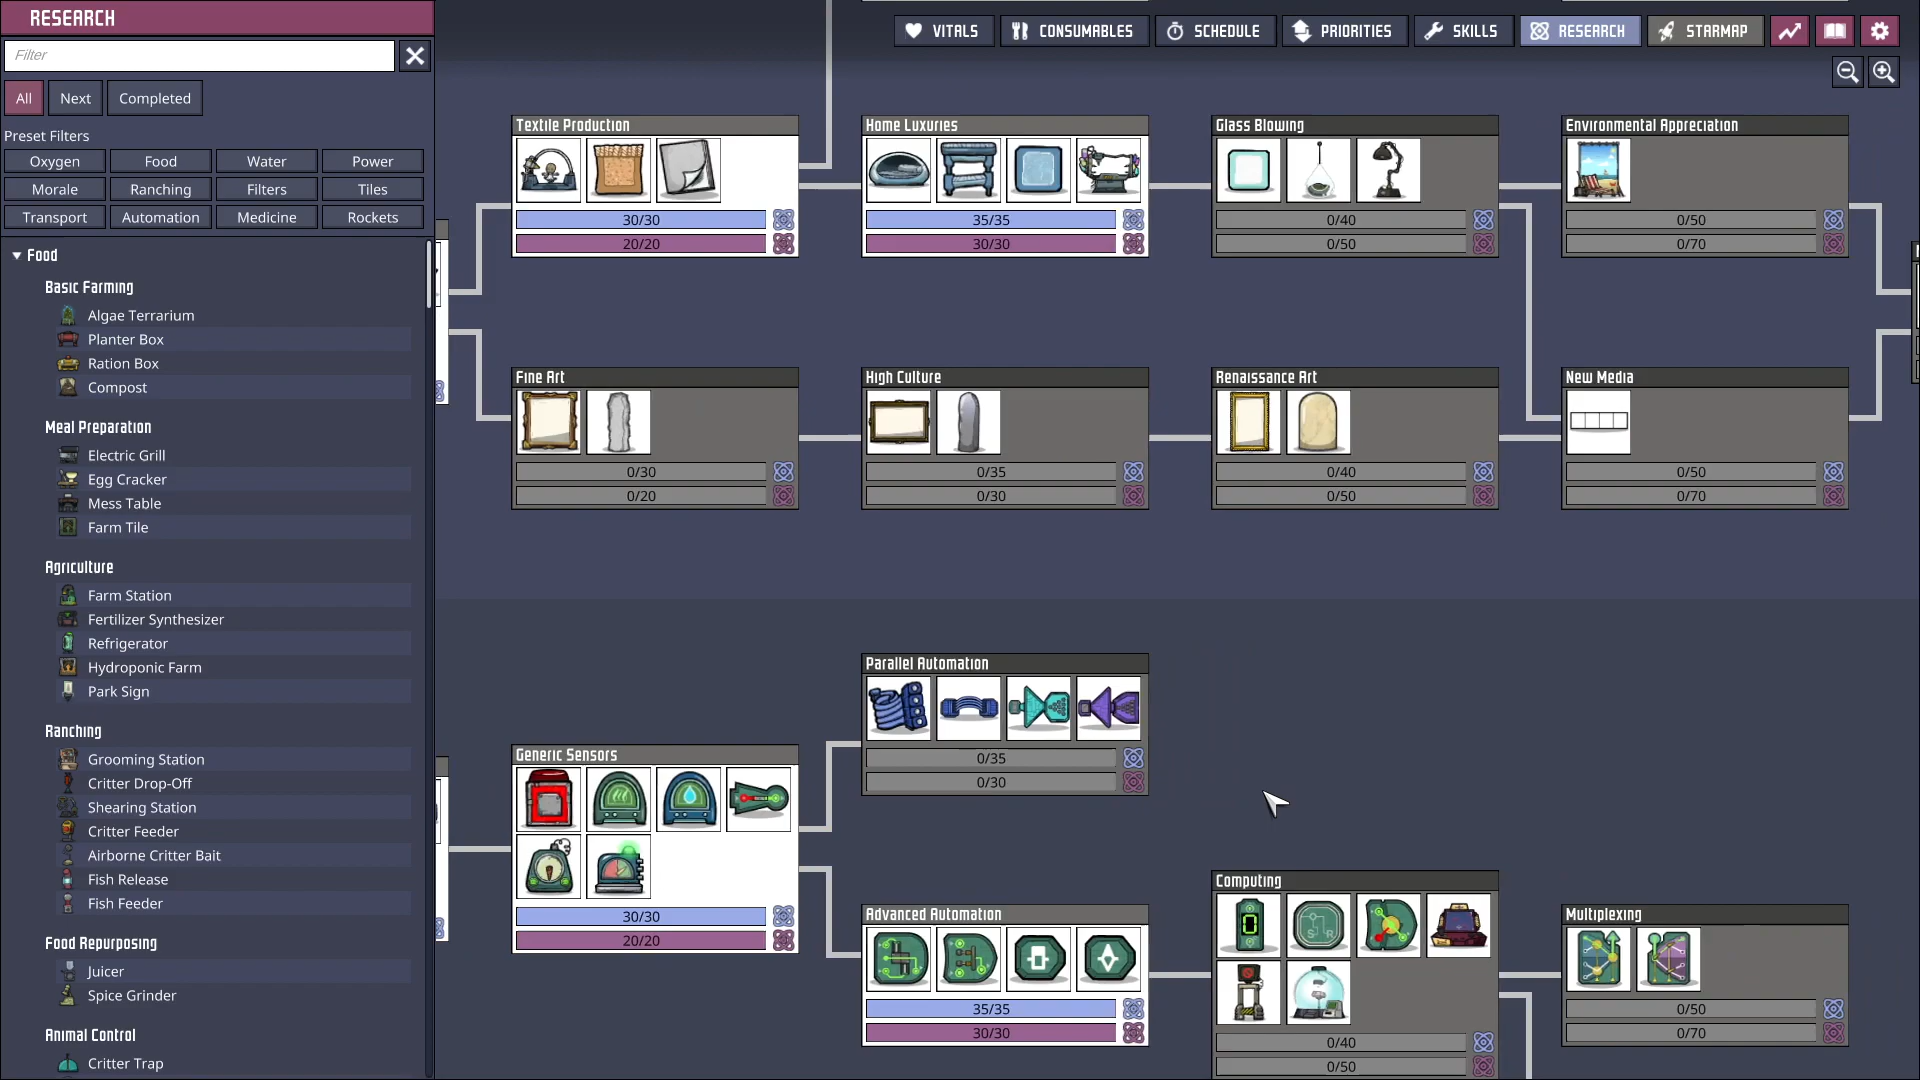 RESEARCH
VITALS
CONSUMABLES
SCHEDULE
PRIORITIES
SKILLS
RESEARCH
STARMAP
Filter
All
Next
Completed
Preset Filters
Oxygen
Food
Water
Power
Morale
Ranching
Filters
Tiles
Transport
Automation
Medicine
Rockets
Food
Basic Farming
Algae Terrarium
Planter Box
Ration Box
Compost
Meal Preparation
Electric Grill
Egg Cracker
Mess Table
Farm Tile
Agriculture
Farm Station
Fertilizer Synthesizer
Refrigerator
Hydroponic Farm
Park Sign
Ranching
Grooming Station
Critter Drop-Off
Shearing Station
Critter Feeder
Airborne Critter Bait
Fish Release
Fish Feeder
Food Repurposing
Juicer
Spice Grinder
Animal Control
Critter Trap
Textile Production
30/30
20/20
Home Luxuries
35/35
30/30
Glass Blowing
0/40
0/50
Environmental Appreciation
0/50
0/70
Fine Art
0/30
0/20
High Culture
0/35
0/30
Renaissance Art
0/40
0/50
New Media
0/50
0/70
Parallel Automation
0/35
0/30
Generic Sensors
30/30
20/20
Advanced Automation
35/35
30/30
Computing
0
S R
0/40
0/50
Multiplexing
0/50
0/70